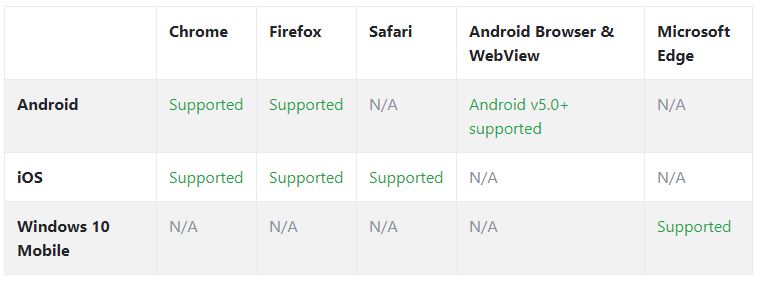 Chrome Firefox Safari Android Browser & Microsoft
WebView Edge
Android Supported Supported N/A Android v5.0+ N/A
supported
iOS Supported Supported Supported N/A N/A
Windows 10 N/A N/A N/A N/A Supported
Mobile